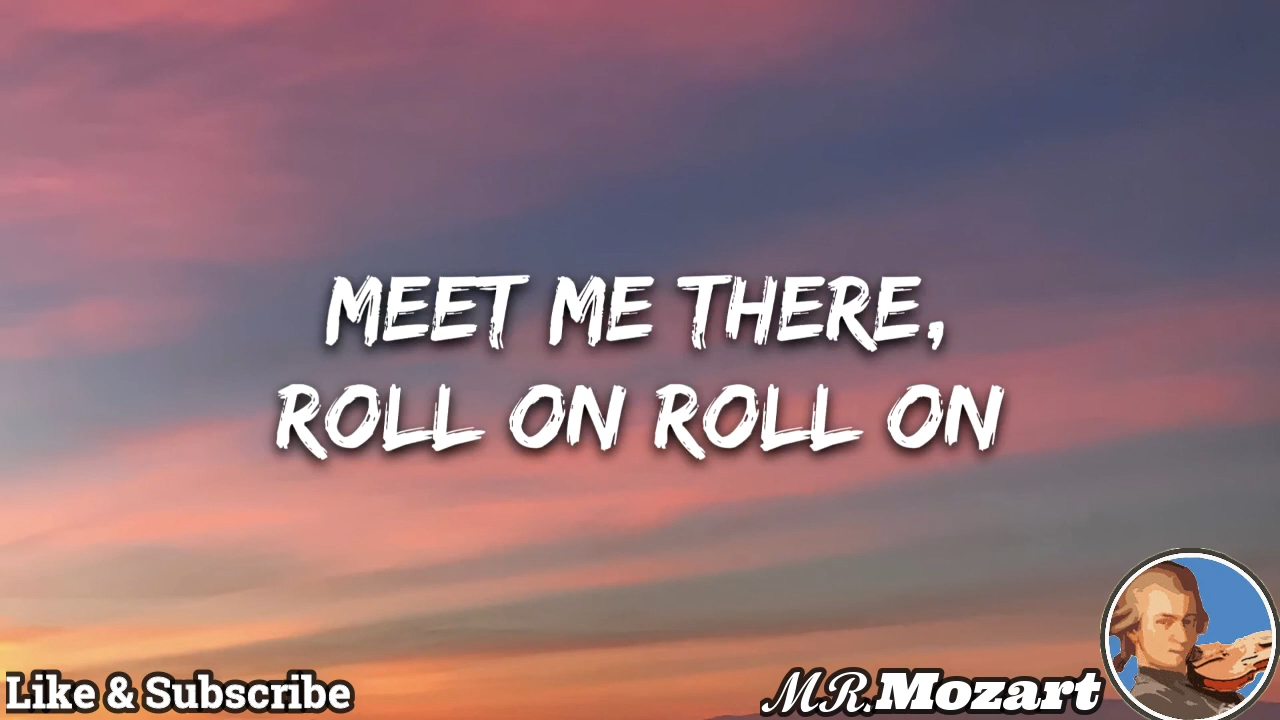 MEET ME THERE,
ROLL ON ROLL ON
Like & Subscribe
MR.Mozart